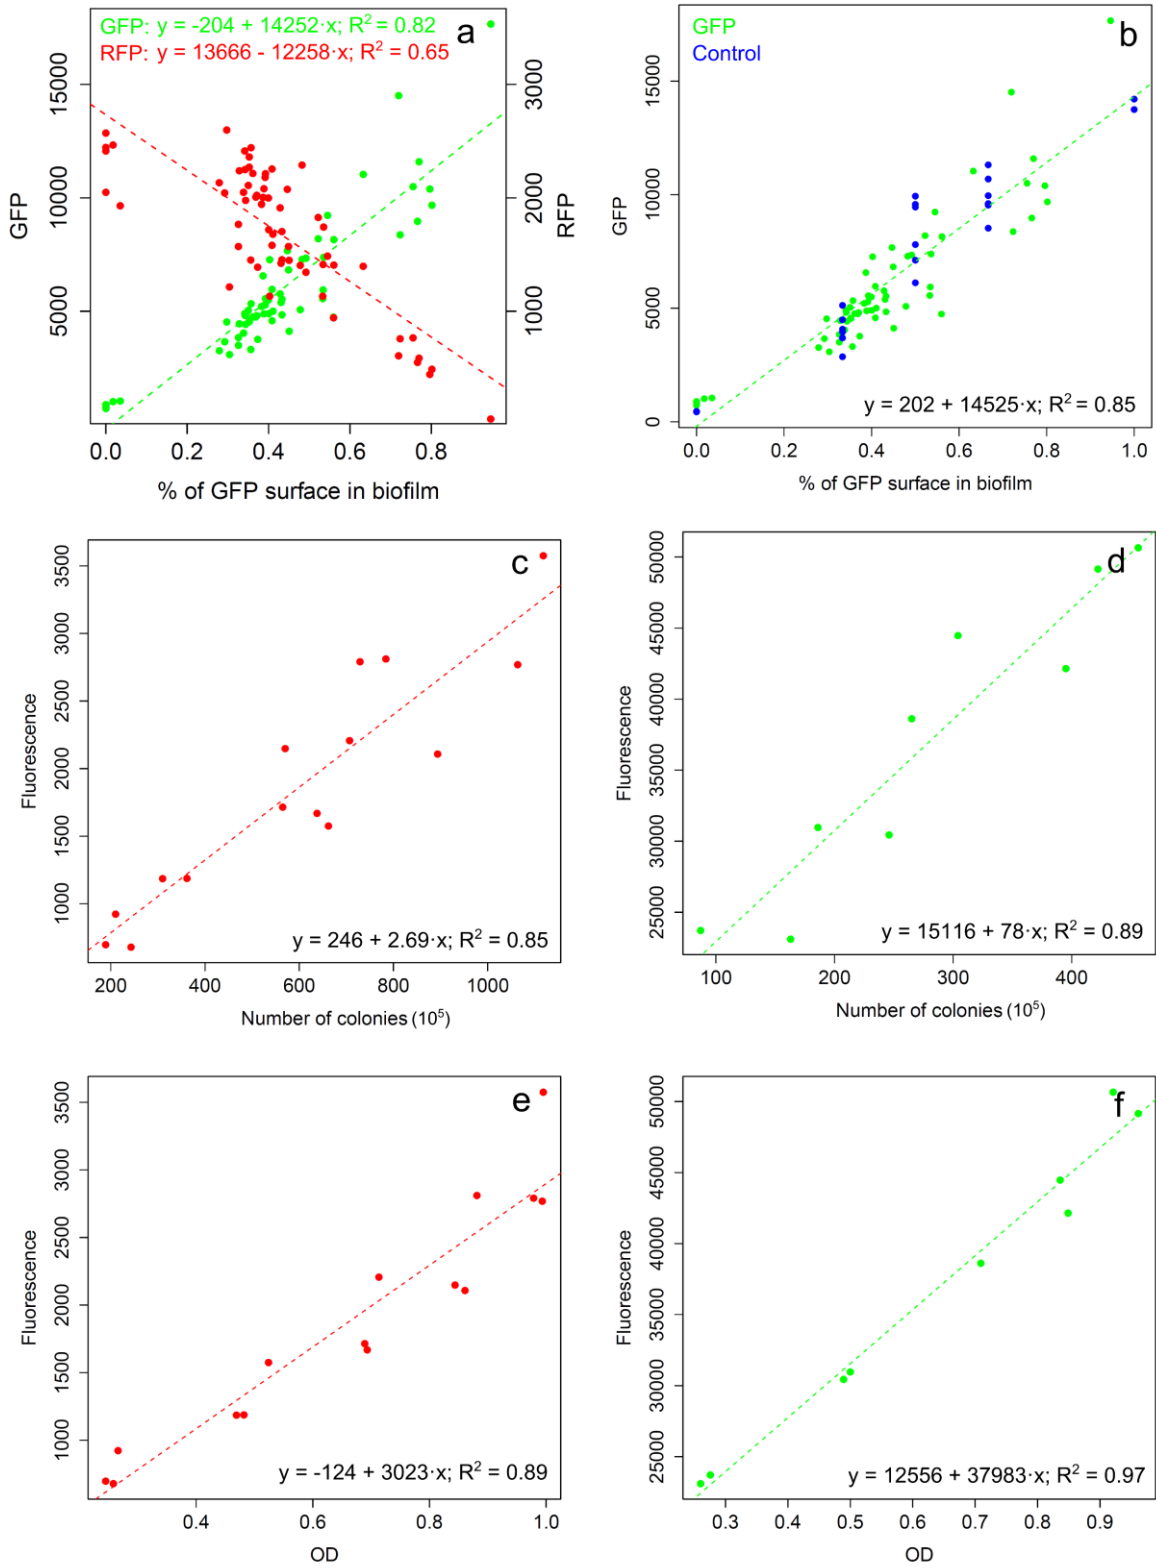 GFP: y = -204 + 14252·x; R² = 0.82
RFP: y = 13666 - 12258·x; R² = 0.65
a
GFP
5000
10000
15000
RFP
1000
2000
3000
0.0 0.2 0.4 0.6 0.8
% of GFP surface in biofilm
GFP
Control
b
GFP
0
5000
10000
15000
y = 202 + 14525·x; R² = 0.85
0.0 0.2 0.4 0.6 0.8 1.0
% of GFP surface in biofilm
c
Fluorescence
1000
1500
2000
2500
3000
3500
y = 246 + 2.69·x; R² = 0.85
200 400 600 800 1000
Number of colonies (10⁵)
d
Fluorescence
25000
30000
35000
40000
45000
50000
y = 15116 + 78·x; R² = 0.89
100 200 300 400
Number of colonies (10⁵)
e
Fluorescence
1000
1500
2000
2500
3000
3500
y = -124 + 3023·x; R² = 0.89
0.4 0.6 0.8 1.0
OD
f
Fluorescence
25000
30000
35000
40000
45000
50000
y = 12556 + 37983·x; R² = 0.97
0.3 0.5 0.7 0.9
OD